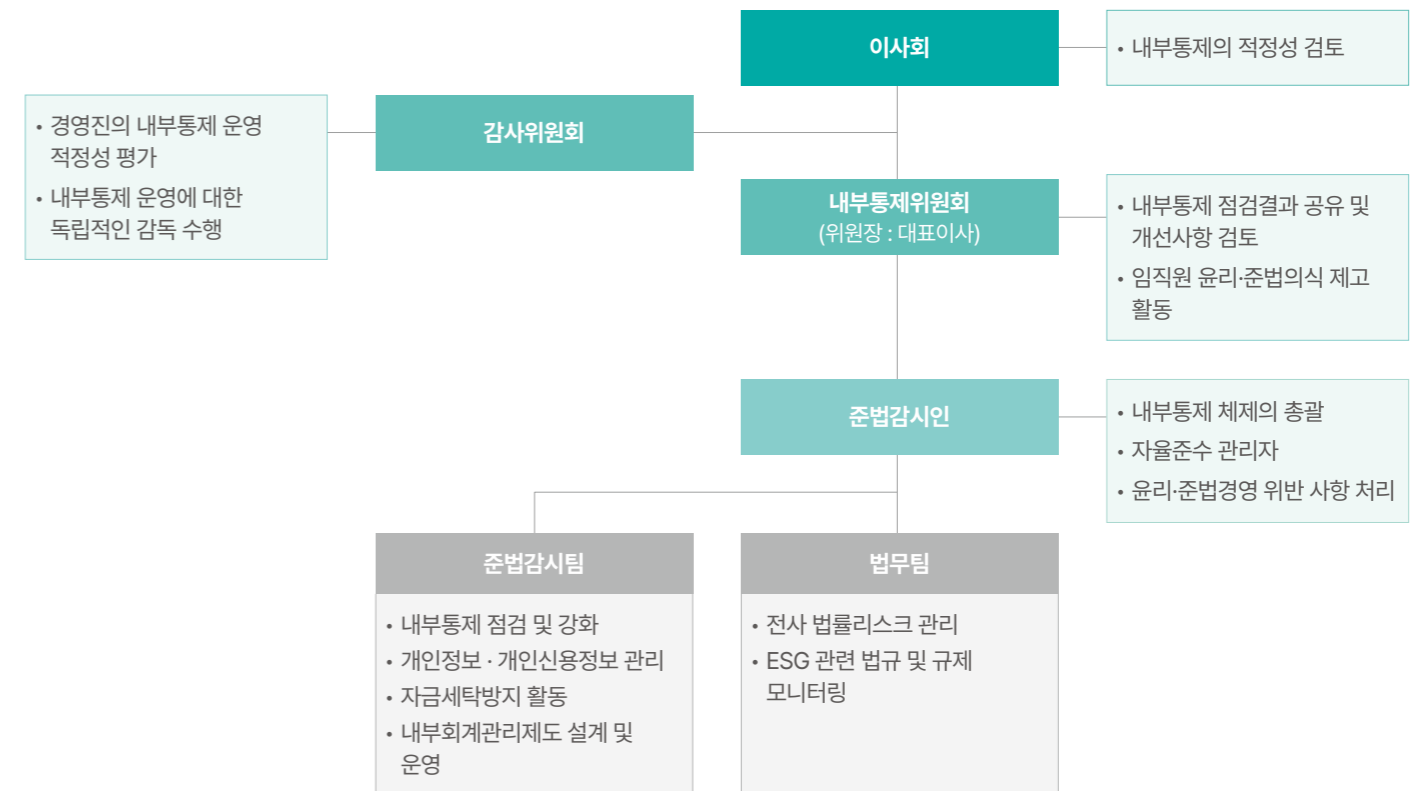 이사회
• 내부통제의 적정성 검토
감사위원회
• 경영진의 내부통제 운영
적정성 평가
• 내부통제 운영에 대한
독립적인 감독 수행
내부통제위원회
(위원장 : 대표이사)
• 내부통제 점검결과 공유 및
개선사항 검토
• 임직원 윤리·준법의식 제고
활동
준법감시인
• 내부통제 체제의 총괄
• 자율준수 관리자
• 윤리·준법경영 위반 사항 처리
준법감시팀
• 내부통제 점검 및 강화
• 개인정보 · 개인신용정보 관리
• 자금세탁방지 활동
• 내부회계관리제도 설계 및
운영
법무팀
• 전사 법률리스크 관리
• ESG 관련 법규 및 규제
모니터링